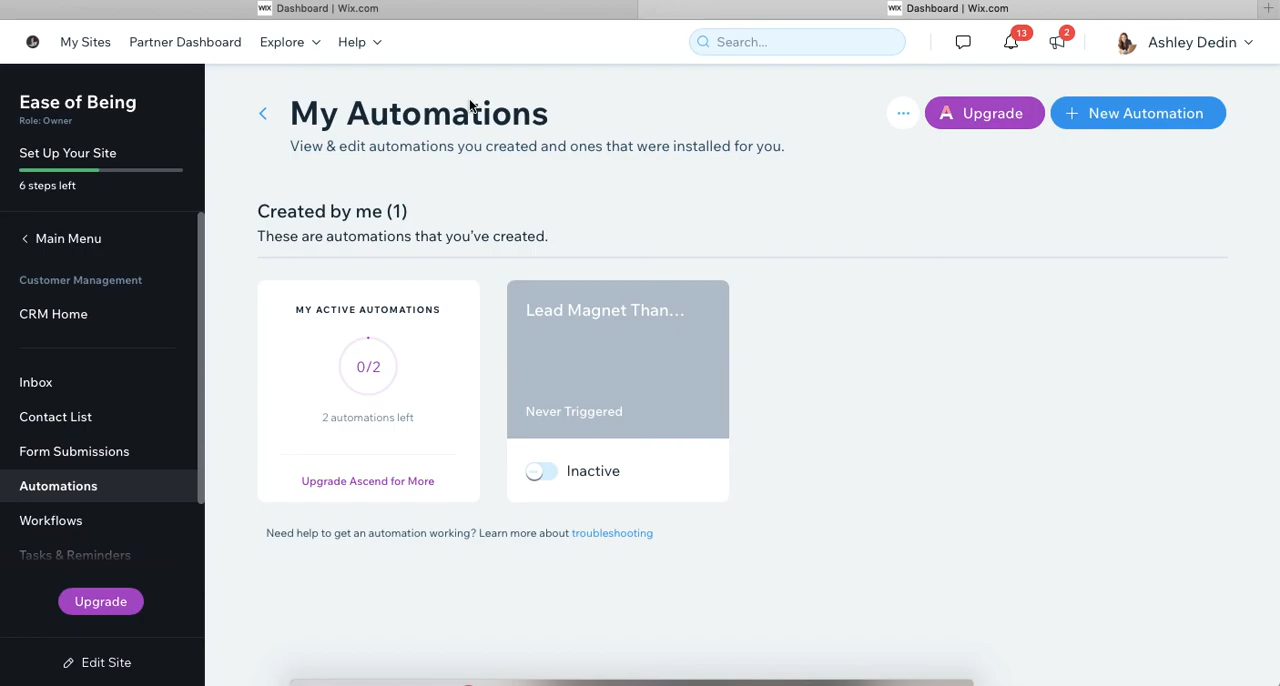 WIX Dashboard | Wix.com
WIX Dashboard | Wix.com
My Sites Partner Dashboard Explore Help Search... 13 2 Ashley Dedin
Ease of Being
Role: Owner
Set Up Your Site
6 steps left
Main Menu
Customer Management
CRM Home
Inbox
Contact List
Form Submissions
Automations
Workflows
Tasks & Reminders
Upgrade
Edit Site
My Automations
View & edit automations you created and ones that were installed for you.
... A Upgrade + New Automation
Created by me (1)
These are automations that you've created.
MY ACTIVE AUTOMATIONS
0/2
2 automations left
Upgrade Ascend for More
Lead Magnet Than...
Never Triggered
Inactive
Need help to get an automation working? Learn more about troubleshooting